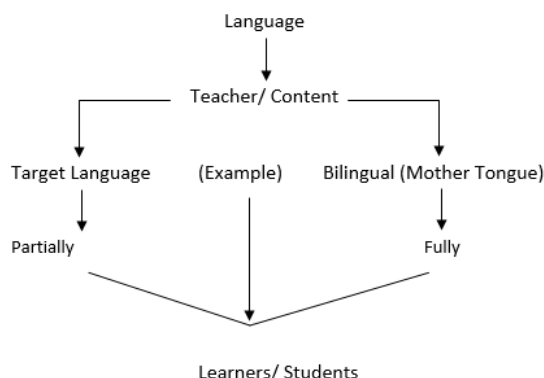 Language
Teacher/ Content
Target Language (Example) Bilingual (Mother Tongue)
Partially Fully
Learners/ Students